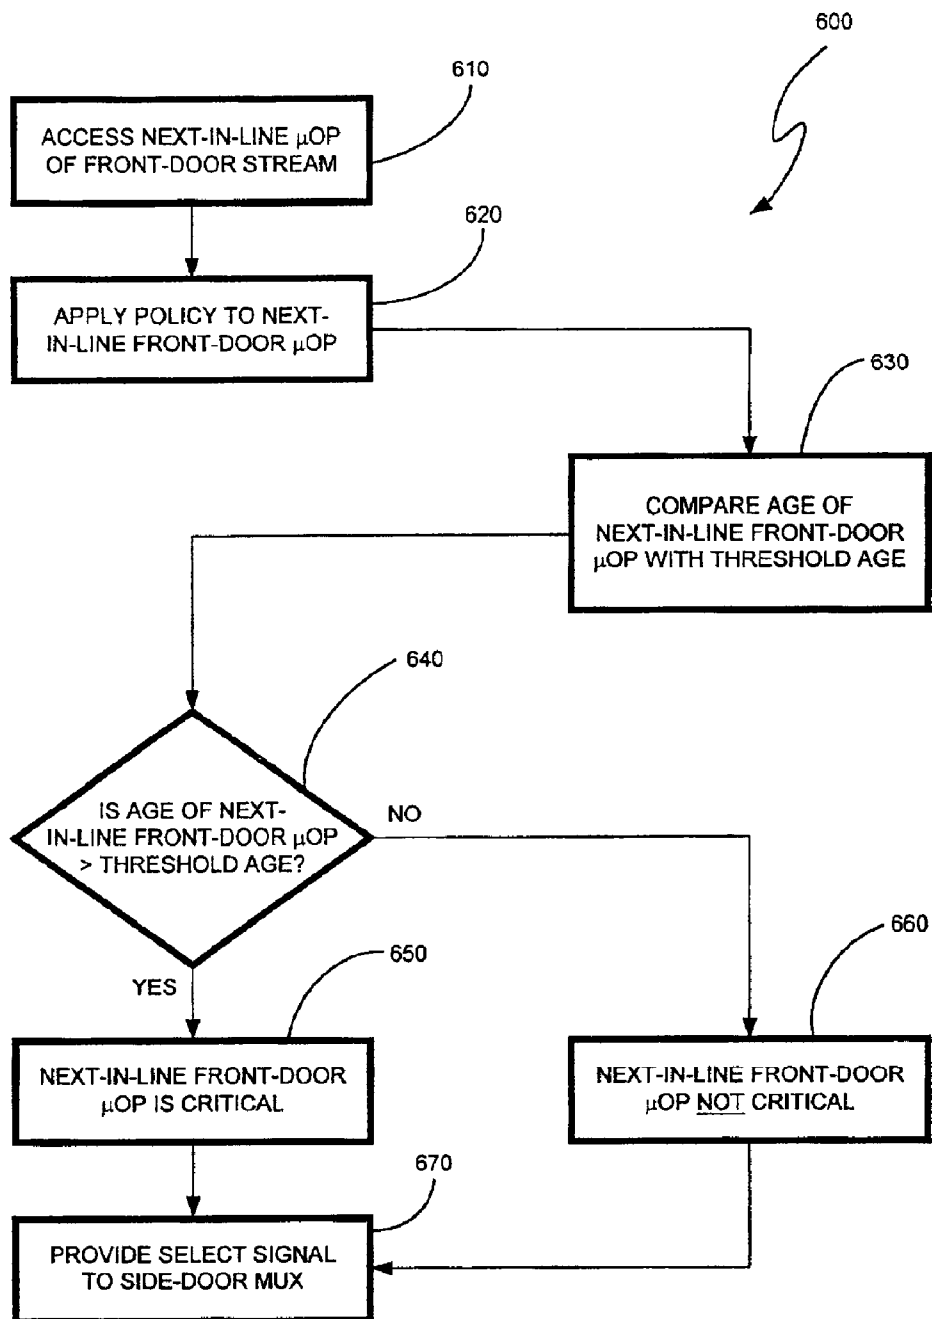 600
610
ACCESS NEXT-IN-LINE µOP
OF FRONT-DOOR STREAM
620
APPLY POLICY TO NEXT-
IN-LINE FRONT-DOOR µOP
630
COMPARE AGE OF
NEXT-IN-LINE FRONT-DOOR
µOP WITH THRESHOLD AGE
640
IS AGE OF NEXT-
IN-LINE FRONT-DOOR µOP
> THRESHOLD AGE?
NO
YES
650
NEXT-IN-LINE FRONT-DOOR
µOP IS CRITICAL
660
NEXT-IN-LINE FRONT-DOOR
µOP NOT CRITICAL
670
PROVIDE SELECT SIGNAL
TO SIDE-DOOR MUX